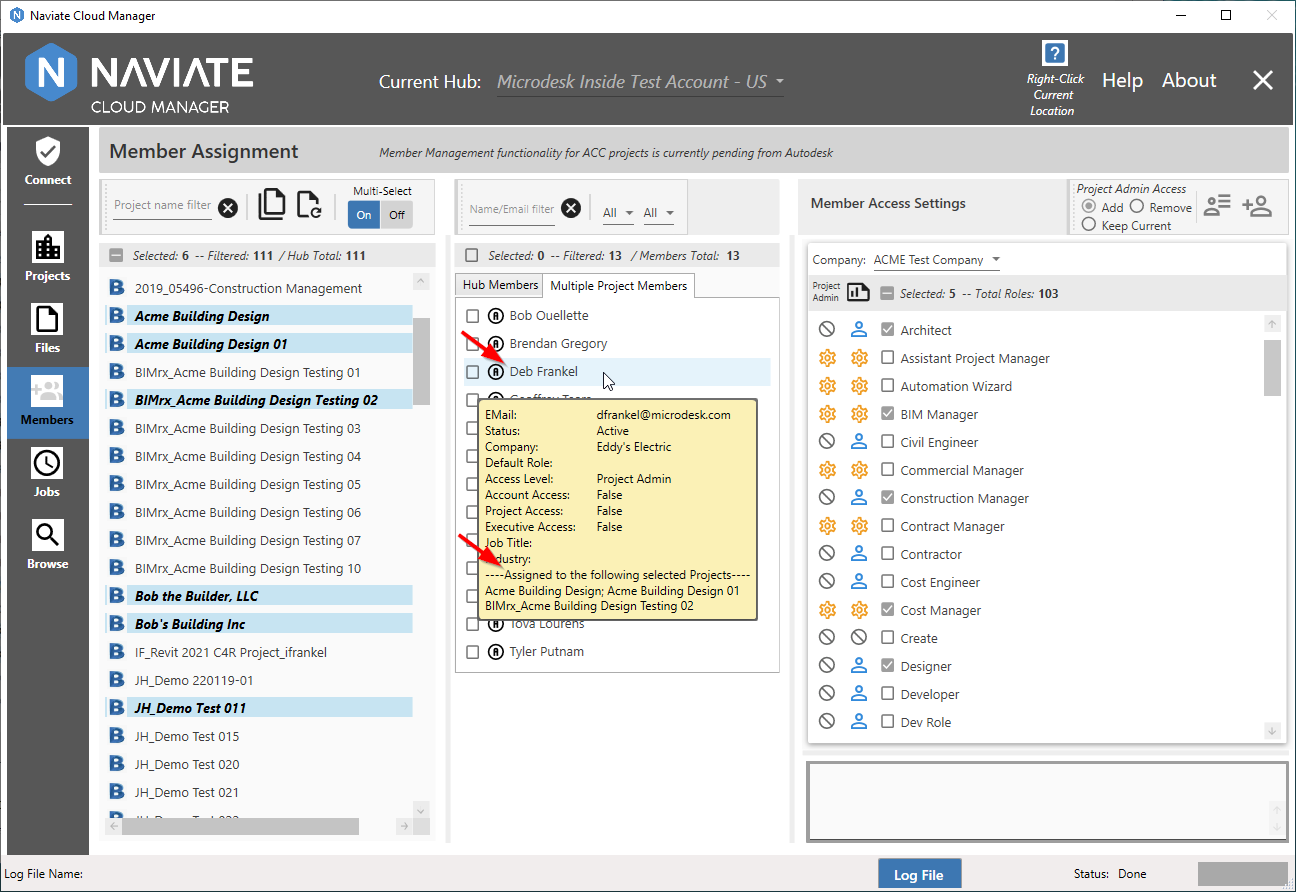 Naviate Cloud Manager
NAVIATE
CLOUD MANAGER
Current Hub: Microdesk Inside Test Account - US
Right-Click
Current
Location
Help
About
Connect
Projects
Files
Members
Jobs
Browse
Member Assignment
Member Management functionality for ACC projects is currently pending from Autodesk
Project name filter
Multi-Select
On Off
Selected: 6 -- Filtered: 111 / Hub Total: 111
2019_05496-Construction Management
Acme Building Design
Acme Building Design 01
BIMrx_Acme Building Design Testing 01
BIMrx_Acme Building Design Testing 02
BIMrx_Acme Building Design Testing 03
BIMrx_Acme Building Design Testing 04
BIMrx_Acme Building Design Testing 05
BIMrx_Acme Building Design Testing 06
BIMrx_Acme Building Design Testing 07
BIMrx_Acme Building Design Testing 10
Bob the Builder, LLC
Bob's Building Inc
IF_Revit 2021 C4R Project_ifrankel
JH_Demo 220119-01
JH_Demo Test 011
JH_Demo Test 015
JH_Demo Test 020
JH_Demo Test 021
Name/Email filter
All All
Selected: 0 -- Filtered: 13 / Members Total: 13
Hub Members Multiple Project Members
Bob Ouellette
Brendan Gregory
Deb Frankel
EMail: dfrankel@microdesk.com
Status: Active
Company: Eddy's Electric
Default Role:
Access Level: Project Admin
Account Access: False
Project Access: False
Executive Access: False
Job Title:
----Assigned to the following selected Projects----
Acme Building Design; Acme Building Design 01
BIMrx_Acme Building Design Testing 02
Tova Lourens
Tyler Putnam
Member Access Settings
Project Admin Access
Add Remove
Keep Current
Company: ACME Test Company
Project
Admin
Selected: 5 -- Total Roles: 103
Architect
Assistant Project Manager
Automation Wizard
BIM Manager
Civil Engineer
Commercial Manager
Construction Manager
Contract Manager
Contractor
Cost Engineer
Cost Manager
Create
Designer
Developer
Dev Role
Log File Name:
Log File
Status: Done